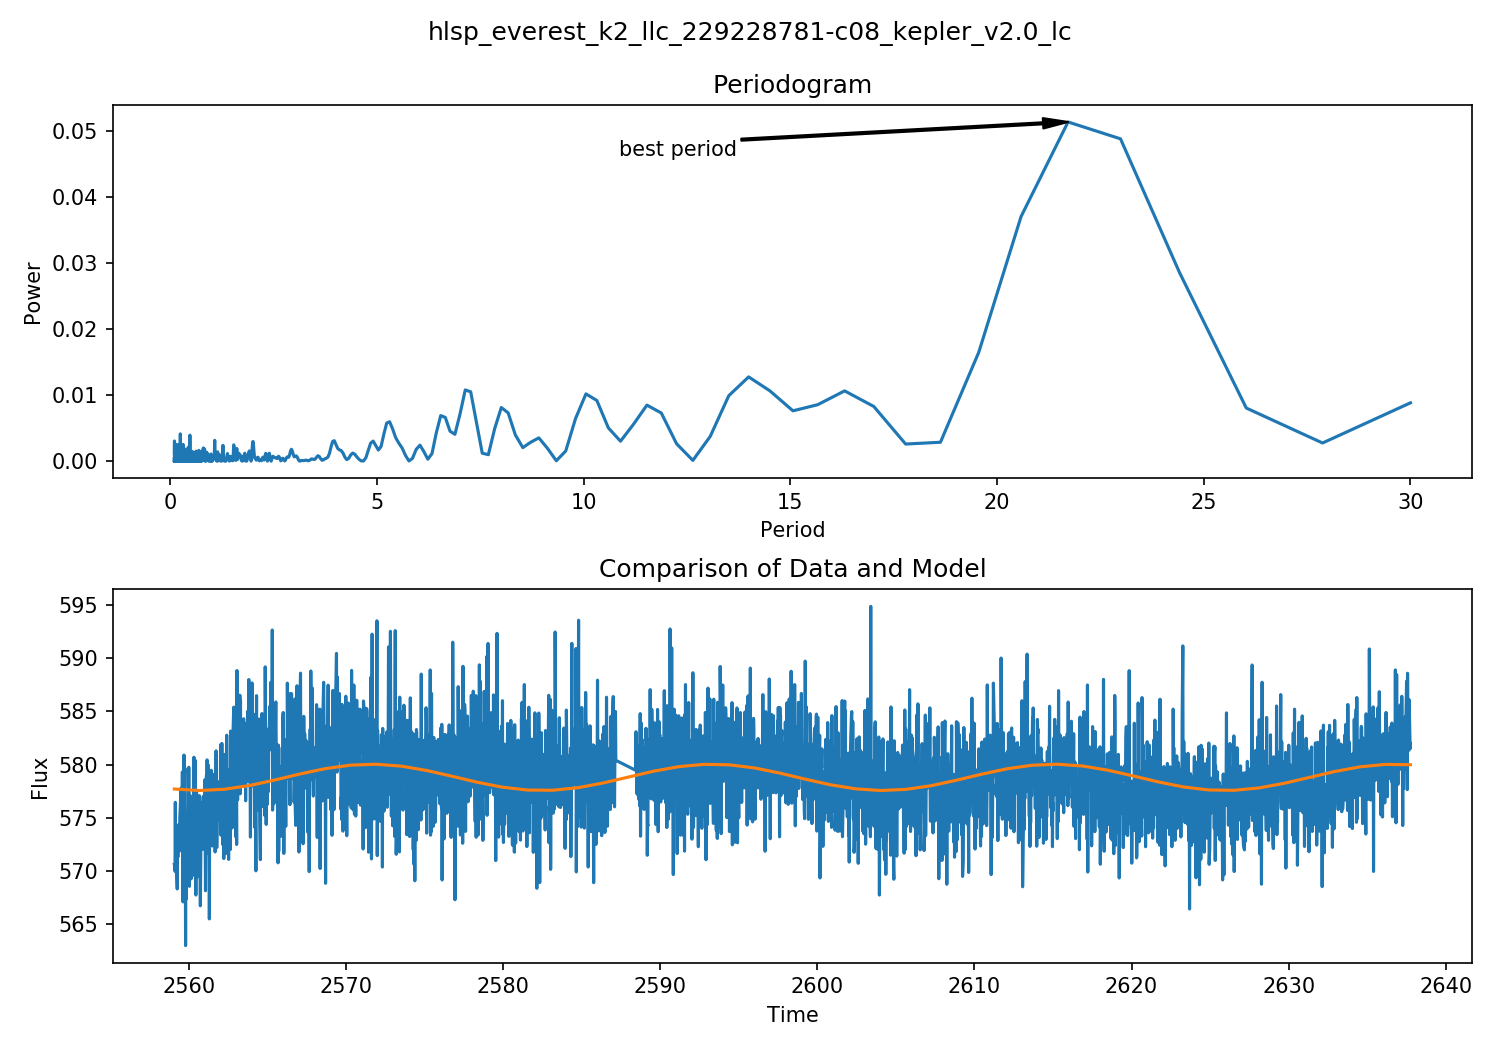 hlsp_everest_k2_llc_229228781-c08_kepler_v2.0_lc
Periodogram
0.05
0.04
0.03
0.02
0.01
0.00
Power
best period
0 5 10 15 20 25 30
Period
Comparison of Data and Model
595
590
585
580
575
570
565
Flux
2560 2570 2580 2590 2600 2610 2620 2630 2640
Time